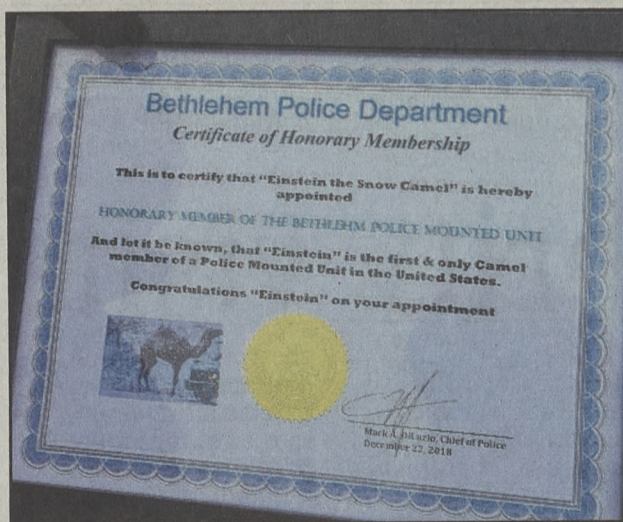 Bethlehem Police Department
Certificate of Honorary Membership
This is to certify that "Einstein the Snow Camel" is hereby
appointed
HONORARY MEMBER OF THE BETHLEHM POLICE MOUNTED UNIT
And let it be known, that "Einstein" is the first & only Camel
member of a Police Mounted Unit in the United States.
Congratulations "Einstein" on your appointment
Mark A. DiLuzio, Chief of Police
December 27, 2018